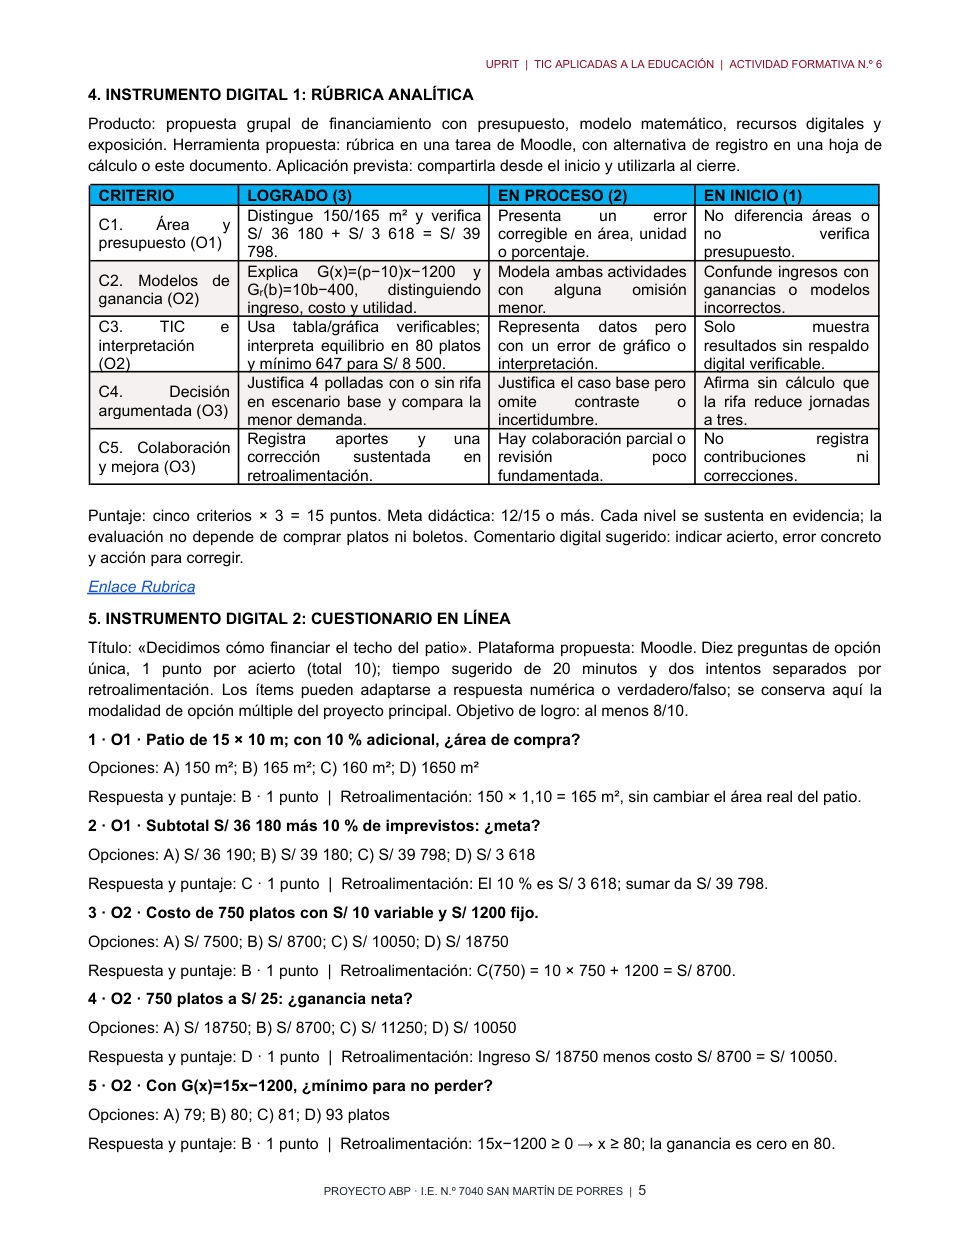 UPRIT | TIC APLICADAS A LA EDUCACIÓN | ACTIVIDAD FORMATIVA N.º 6
4. INSTRUMENTO DIGITAL 1: RÚBRICA ANALÍTICA
Producto: propuesta grupal de financiamiento con presupuesto, modelo matemático, recursos digitales y
exposición. Herramienta propuesta: rúbrica en una tarea de Moodle, con alternativa de registro en una hoja de
cálculo o este documento. Aplicación prevista: compartirla desde el inicio y utilizarla al cierre.
CRITERIO LOGRADO (3) EN PROCESO (2) EN INICIO (1)
C1. Área y
presupuesto (O1)
Distingue 150/165 m² y verifica
S/ 36 180 + S/ 3 618 = S/ 39
798.
Presenta un error
corregible en área, unidad
o porcentaje.
No diferencia áreas o
no verifica
presupuesto.
C2. Modelos de
ganancia (O2)
Explica G(x)=(p−10)x−1200 y
Gᵣ(b)=10b−400, distinguiendo
ingreso, costo y utilidad.
Modela ambas actividades
con alguna omisión
menor.
Confunde ingresos con
ganancias o modelos
incorrectos.
C3. TIC e
interpretación
(O2)
Usa tabla/gráfica verificables;
interpreta equilibrio en 80 platos
y mínimo 647 para S/ 8 500.
Representa datos pero
con un error de gráfico o
interpretación.
Solo muestra
resultados sin respaldo
digital verificable.
C4. Decisión
argumentada (O3)
Justifica 4 polladas con o sin rifa
en escenario base y compara la
menor demanda.
Justifica el caso base pero
omite contraste o
incertidumbre.
Afirma sin cálculo que
la rifa reduce jornadas
a tres.
C5. Colaboración
y mejora (O3)
Registra aportes y una
corrección sustentada en
retroalimentación.
Hay colaboración parcial o
revisión poco
fundamentada.
No registra
contribuciones ni
correcciones.
Puntaje: cinco criterios × 3 = 15 puntos. Meta didáctica: 12/15 o más. Cada nivel se sustenta en evidencia; la
evaluación no depende de comprar platos ni boletos. Comentario digital sugerido: indicar acierto, error concreto
y acción para corregir.
Enlace Rubrica
5. INSTRUMENTO DIGITAL 2: CUESTIONARIO EN LÍNEA
Título: «Decidimos cómo financiar el techo del patio». Plataforma propuesta: Moodle. Diez preguntas de opción
única, 1 punto por acierto (total 10); tiempo sugerido de 20 minutos y dos intentos separados por
retroalimentación. Los ítems pueden adaptarse a respuesta numérica o verdadero/falso; se conserva aquí la
modalidad de opción múltiple del proyecto principal. Objetivo de logro: al menos 8/10.
1 · O1 · Patio de 15 × 10 m; con 10 % adicional, ¿área de compra?
Opciones: A) 150 m²; B) 165 m²; C) 160 m²; D) 1650 m²
Respuesta y puntaje: B · 1 punto | Retroalimentación: 150 × 1,10 = 165 m², sin cambiar el área real del patio.
2 · O1 · Subtotal S/ 36 180 más 10 % de imprevistos: ¿meta?
Opciones: A) S/ 36 190; B) S/ 39 180; C) S/ 39 798; D) S/ 3 618
Respuesta y puntaje: C · 1 punto | Retroalimentación: El 10 % es S/ 3 618; sumar da S/ 39 798.
3 · O2 · Costo de 750 platos con S/ 10 variable y S/ 1200 fijo.
Opciones: A) S/ 7500; B) S/ 8700; C) S/ 10050; D) S/ 18750
Respuesta y puntaje: B · 1 punto | Retroalimentación: C(750) = 10 × 750 + 1200 = S/ 8700.
4 · O2 · 750 platos a S/ 25: ¿ganancia neta?
Opciones: A) S/ 18750; B) S/ 8700; C) S/ 11250; D) S/ 10050
Respuesta y puntaje: D · 1 punto | Retroalimentación: Ingreso S/ 18750 menos costo S/ 8700 = S/ 10050.
5 · O2 · Con G(x)=15x−1200, ¿mínimo para no perder?
Opciones: A) 79; B) 80; C) 81; D) 93 platos
Respuesta y puntaje: B · 1 punto | Retroalimentación: 15x−1200 ≥ 0 → x ≥ 80; la ganancia es cero en 80.
PROYECTO ABP · I.E. N.º 7040 SAN MARTÍN DE PORRES | 5